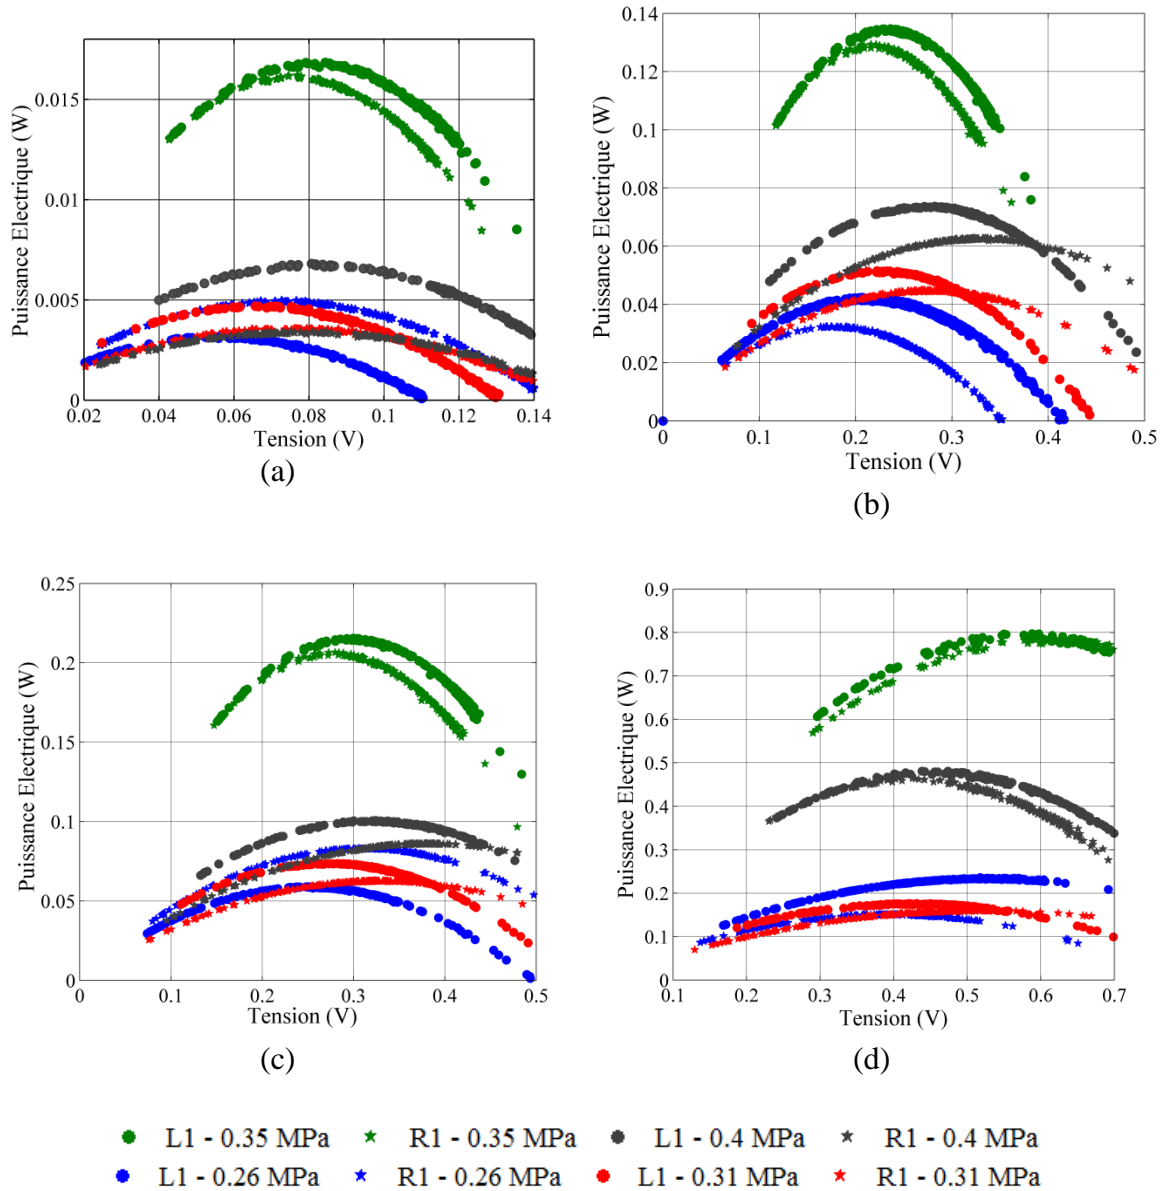 Puissance Electrique (W)
0.015
0.01
0.005
0
0.02 0.04 0.06 0.08 0.1 0.12 0.14
Tension (V)
(a)
Puissance Electrique (W)
0.14
0.12
0.1
0.08
0.06
0.04
0.02
0
0 0.1 0.2 0.3 0.4 0.5
Tension (V)
(b)
Puissance Electrique (W)
0.25
0.2
0.15
0.1
0.05
0
0 0.1 0.2 0.3 0.4 0.5
Tension (V)
(c)
Puissance Electrique (W)
0.9
0.8
0.7
0.6
0.5
0.4
0.3
0.2
0.1
0
0.1 0.2 0.3 0.4 0.5 0.6 0.7
Tension (V)
(d)
L1 - 0.35 MPa R1 - 0.35 MPa L1 - 0.4 MPa R1 - 0.4 MPa
L1 - 0.26 MPa R1 - 0.26 MPa L1 - 0.31 MPa R1 - 0.31 MPa